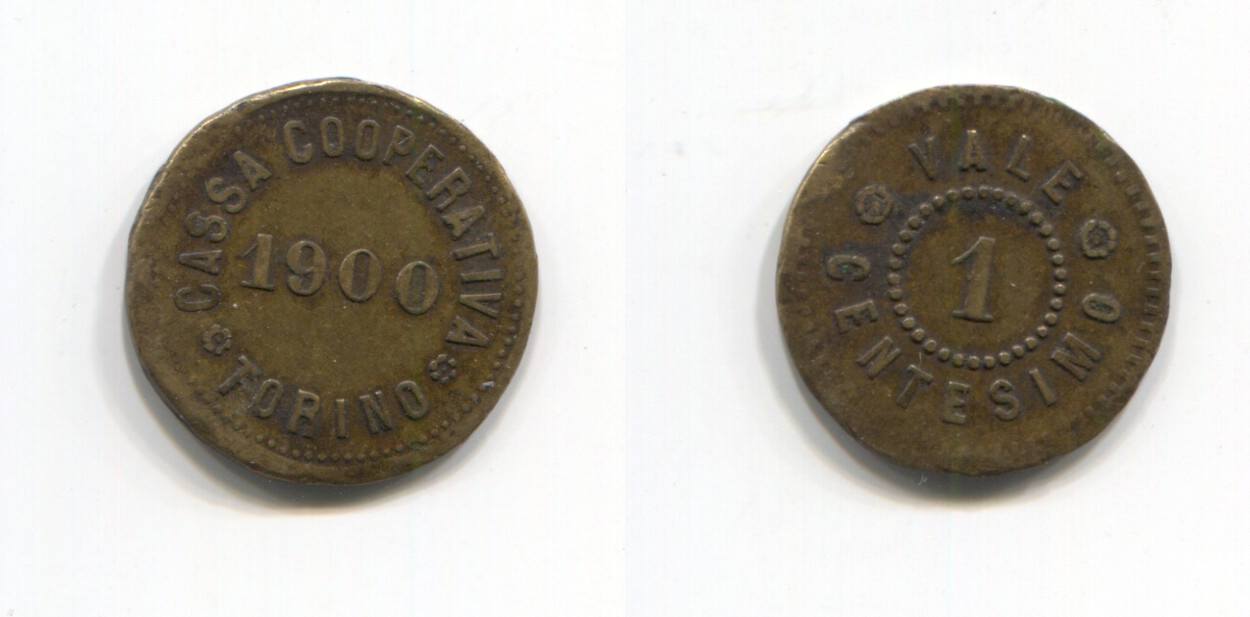 CASSA COOPERATIVA
1900
TORINO
VALE
1
CENTESIMO